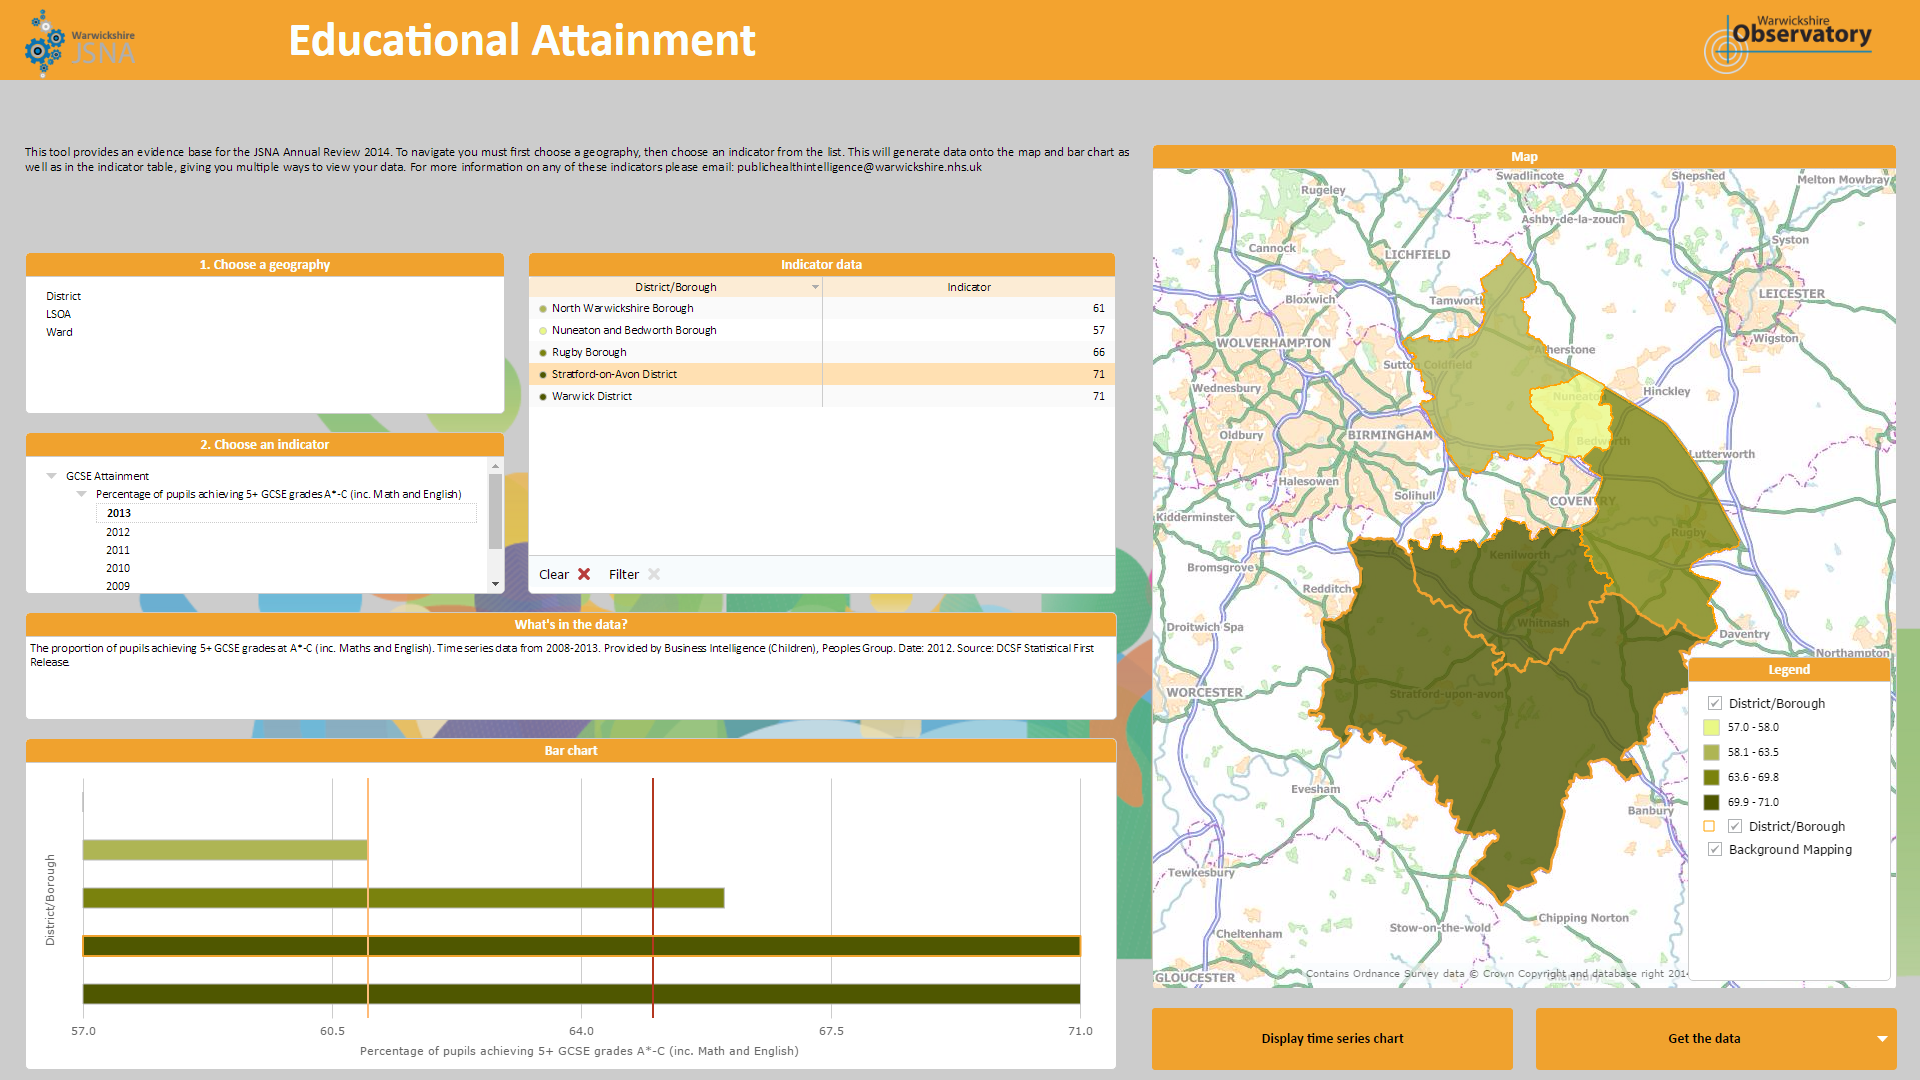 Warwickshire
JSNA
Educational Attainment
Warwickshire
Observatory
This tool provides an evidence base for the JSNA Annual Review 2014. To navigate you must first choose a geography, then choose an indicator from the list. This will generate data onto the map and bar chart as
well as in the indicator table, giving you multiple ways to view your data. For more information on any of these indicators please email: publichealthintelligence@warwickshire.nhs.uk
1. Choose a geography
District
LSOA
Ward
2. Choose an indicator
GCSE Attainment
Percentage of pupils achieving 5+ GCSE grades A*-C (inc. Math and English)
2013
2012
2011
2010
2009
Indicator data
District/Borough Indicator
North Warwickshire Borough 61
Nuneaton and Bedworth Borough 57
Rugby Borough 66
Stratford-on-Avon District 71
Warwick District 71
Clear Filter
What's in the data?
The proportion of pupils achieving 5+ GCSE grades at A*-C (inc. Maths and English). Time series data from 2008-2013. Provided by Business Intelligence (Children), Peoples Group. Date: 2012. Source: DCSF Statistical First
Release.
Bar chart
District/Borough
57.0 60.5 64.0 67.5 71.0
Percentage of pupils achieving 5+ GCSE grades A*-C (inc. Math and English)
Map
Swadlincote
Shepshed
Melton Mowbray
Rugeley
Ashby-de-la-zouch
Syston
Cannock
LICHFIELD
LEICESTER
Bloxwich
Tamworth
Wigston
WOLVERHAMPTON
Atherstone
Sutton Coldfield
Wednesbury
Hinckley
Nuneaton
Oldbury
BIRMINGHAM
Bedworth
Lutterworth
Halesowen
Solihull
COVENTRY
Kidderminster
Rugby
Kenilworth
Bromsgrove
Redditch
Droitwich Spa
Whitnash
Daventry
Northampton
WORCESTER
Stratford-upon-avon
Evesham
Banbury
Tewkesbury
Chipping Norton
Stow-on-the-wold
Cheltenham
GLOUCESTER
Contains Ordnance Survey data © Crown Copyright and database right 201
Legend
District/Borough
57.0 - 58.0
58.1 - 63.5
63.6 - 69.8
69.9 - 71.0
District/Borough
Background Mapping
Display time series chart
Get the data